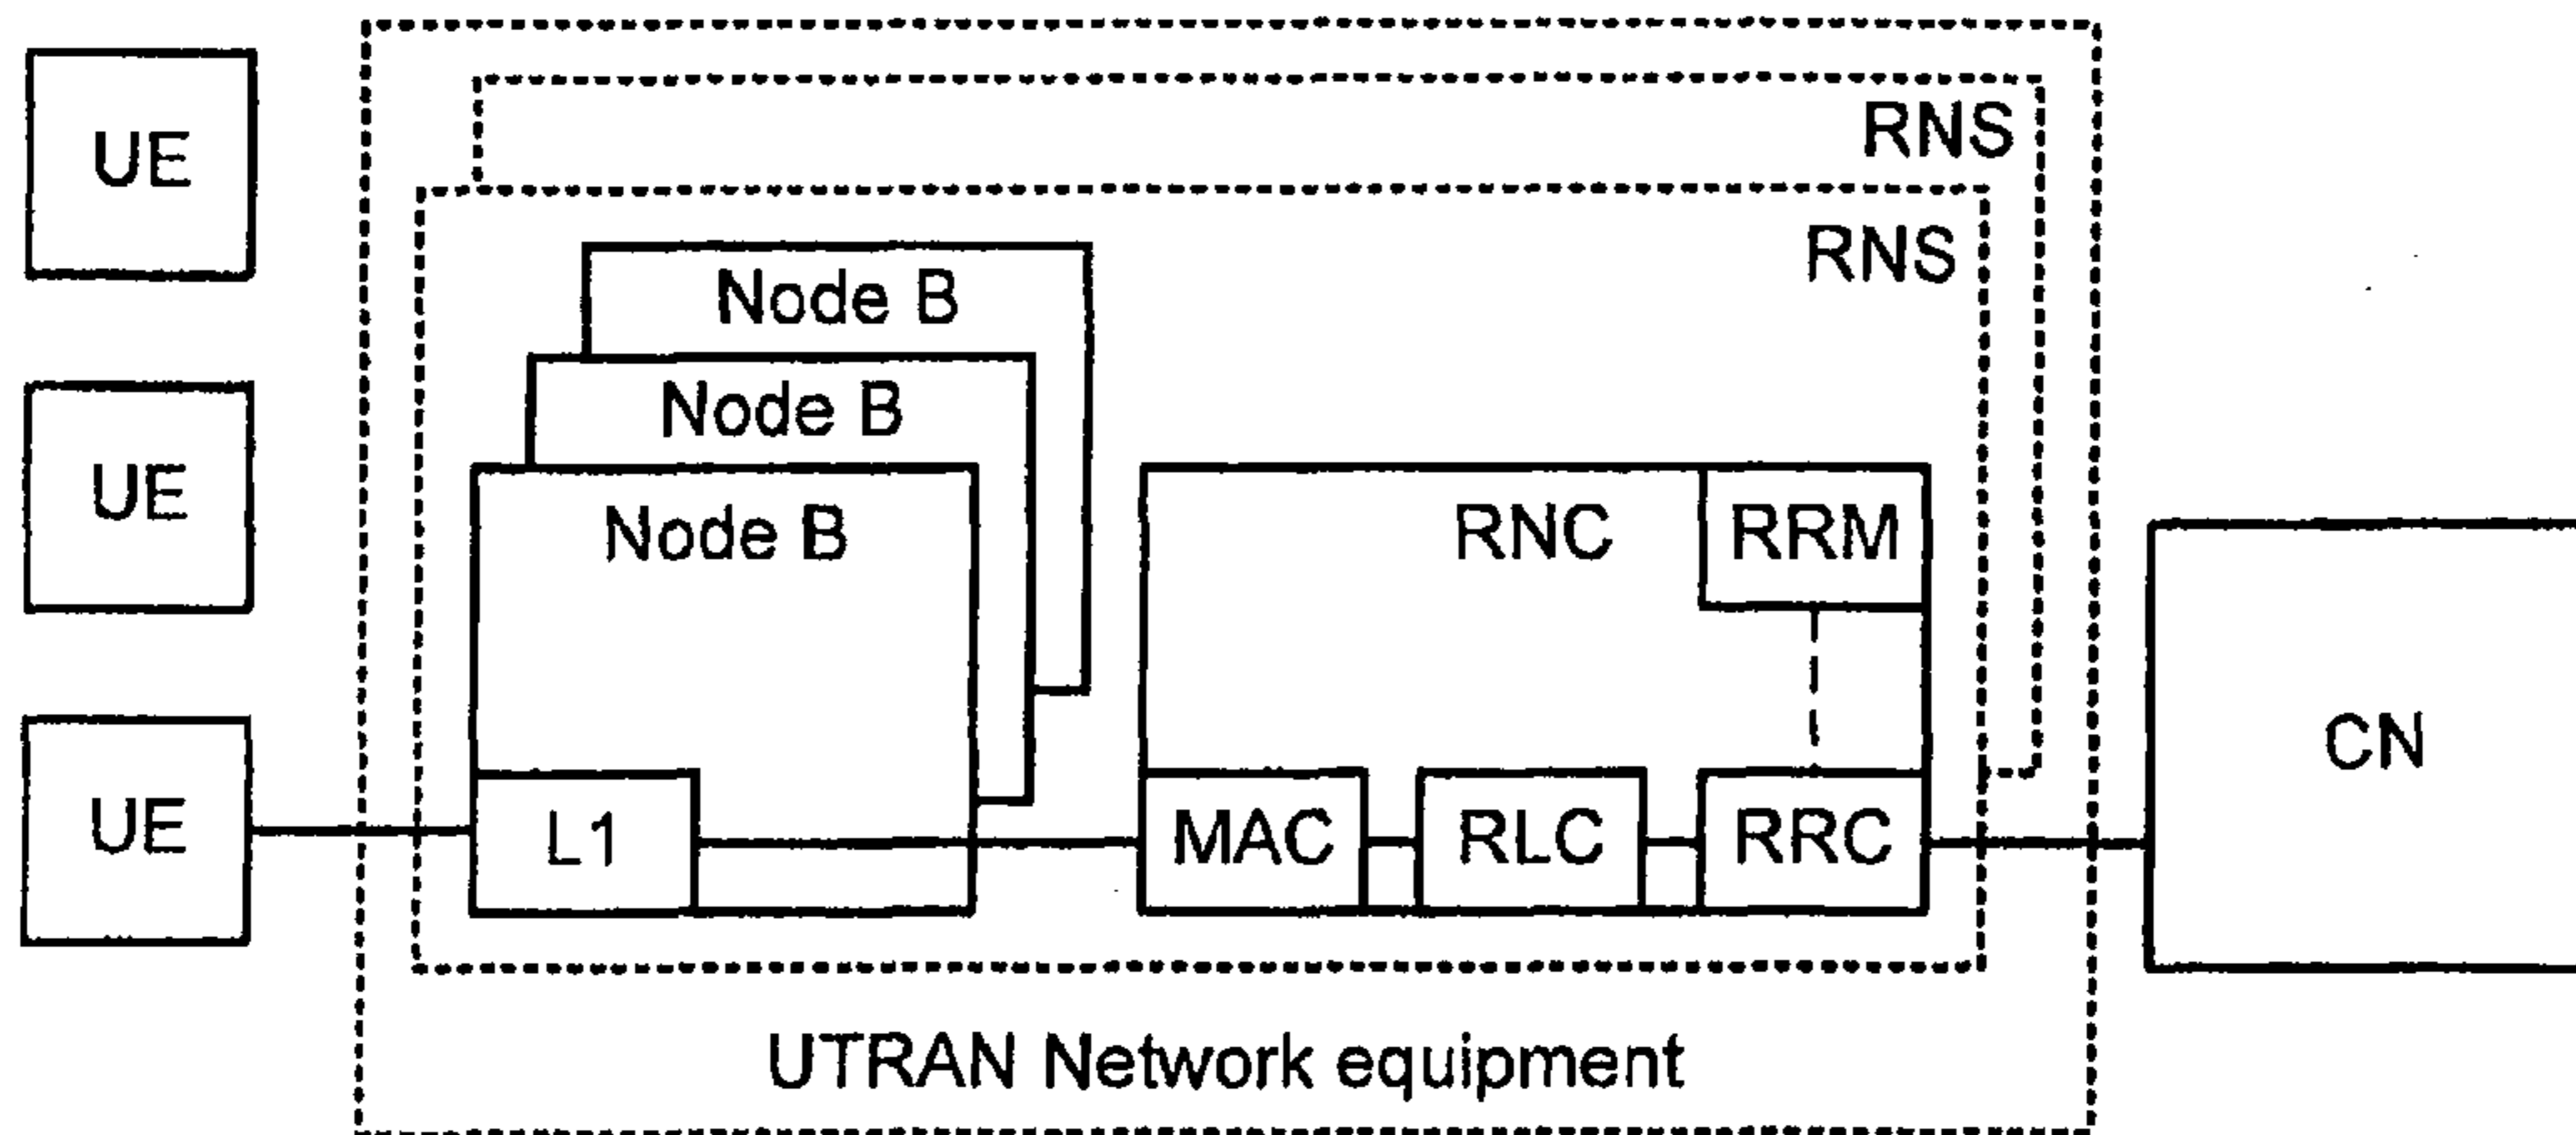 UE
RNS
RNS
Node B
Node B
UE
Node B
RNC
RRM
CN
UE
L1
MAC
RLC
RRC
UTRAN Network equipment